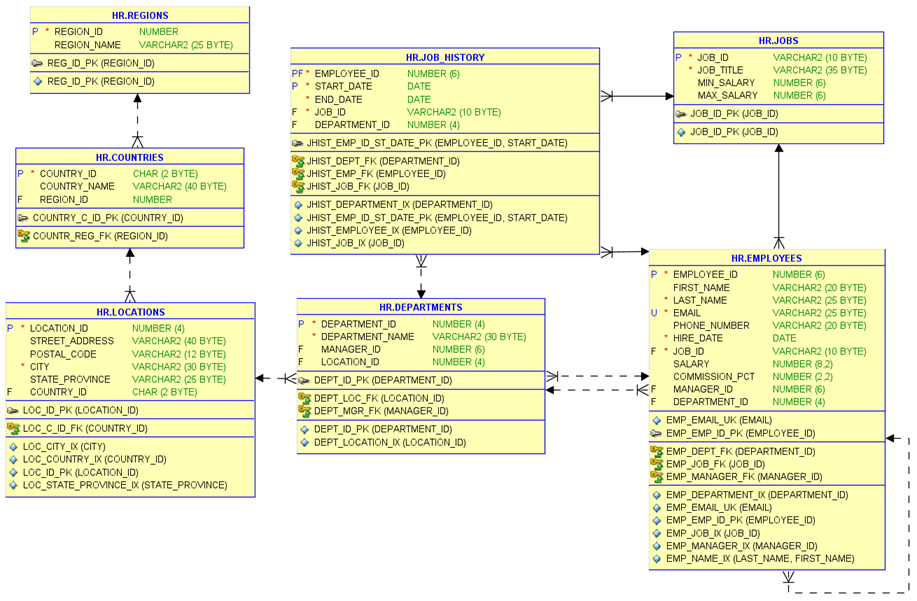 HR.REGIONS
P * REGION_ID NUMBER
REGION_NAME VARCHAR2 (25 BYTE)
REG_ID_PK (REGION_ID)
REG_ID_PK (REGION_ID)
HR.COUNTRIES
P * COUNTRY_ID CHAR (2 BYTE)
COUNTRY_NAME VARCHAR2 (40 BYTE)
F REGION_ID NUMBER
COUNTRY_C_ID_PK (COUNTRY_ID)
COUNTR_REG_FK (REGION_ID)
HR.LOCATIONS
P * LOCATION_ID NUMBER (4)
STREET_ADDRESS VARCHAR2 (40 BYTE)
POSTAL_CODE VARCHAR2 (12 BYTE)
* CITY VARCHAR2 (30 BYTE)
STATE_PROVINCE VARCHAR2 (25 BYTE)
F COUNTRY_ID CHAR (2 BYTE)
LOC_ID_PK (LOCATION_ID)
LOC_C_ID_FK (COUNTRY_ID)
LOC_CITY_IX (CITY)
LOC_COUNTRY_IX (COUNTRY_ID)
LOC_ID_PK (LOCATION_ID)
LOC_STATE_PROVINCE_IX (STATE_PROVINCE)
HR.JOB_HISTORY
PF * EMPLOYEE_ID NUMBER (6)
P * START_DATE DATE
* END_DATE DATE
F * JOB_ID VARCHAR2 (10 BYTE)
F DEPARTMENT_ID NUMBER (4)
JHIST_EMP_ID_ST_DATE_PK (EMPLOYEE_ID, START_DATE)
JHIST_DEPT_FK (DEPARTMENT_ID)
JHIST_EMP_FK (EMPLOYEE_ID)
JHIST_JOB_FK (JOB_ID)
JHIST_DEPARTMENT_IX (DEPARTMENT_ID)
JHIST_EMP_ID_ST_DATE_PK (EMPLOYEE_ID, START_DATE)
JHIST_EMPLOYEE_IX (EMPLOYEE_ID)
JHIST_JOB_IX (JOB_ID)
HR.DEPARTMENTS
P * DEPARTMENT_ID NUMBER (4)
* DEPARTMENT_NAME VARCHAR2 (30 BYTE)
F MANAGER_ID NUMBER (6)
F LOCATION_ID NUMBER (4)
DEPT_ID_PK (DEPARTMENT_ID)
DEPT_LOC_FK (LOCATION_ID)
DEPT_MGR_FK (MANAGER_ID)
DEPT_ID_PK (DEPARTMENT_ID)
DEPT_LOCATION_IX (LOCATION_ID)
HR.JOBS
P * JOB_ID VARCHAR2 (10 BYTE)
* JOB_TITLE VARCHAR2 (35 BYTE)
MIN_SALARY NUMBER (6)
MAX_SALARY NUMBER (6)
JOB_ID_PK (JOB_ID)
JOB_ID_PK (JOB_ID)
HR.EMPLOYEES
P * EMPLOYEE_ID NUMBER (6)
FIRST_NAME VARCHAR2 (20 BYTE)
* LAST_NAME VARCHAR2 (25 BYTE)
U * EMAIL VARCHAR2 (25 BYTE)
PHONE_NUMBER VARCHAR2 (20 BYTE)
* HIRE_DATE DATE
F * JOB_ID VARCHAR2 (10 BYTE)
SALARY NUMBER (8,2)
COMMISSION_PCT NUMBER (2,2)
F MANAGER_ID NUMBER (6)
F DEPARTMENT_ID NUMBER (4)
EMP_EMAIL_UK (EMAIL)
EMP_EMP_ID_PK (EMPLOYEE_ID)
EMP_DEPT_FK (DEPARTMENT_ID)
EMP_JOB_FK (JOB_ID)
EMP_MANAGER_FK (MANAGER_ID)
EMP_DEPARTMENT_IX (DEPARTMENT_ID)
EMP_EMAIL_UK (EMAIL)
EMP_EMP_ID_PK (EMPLOYEE_ID)
EMP_JOB_IX (JOB_ID)
EMP_MANAGER_IX (MANAGER_ID)
EMP_NAME_IX (LAST_NAME, FIRST_NAME)